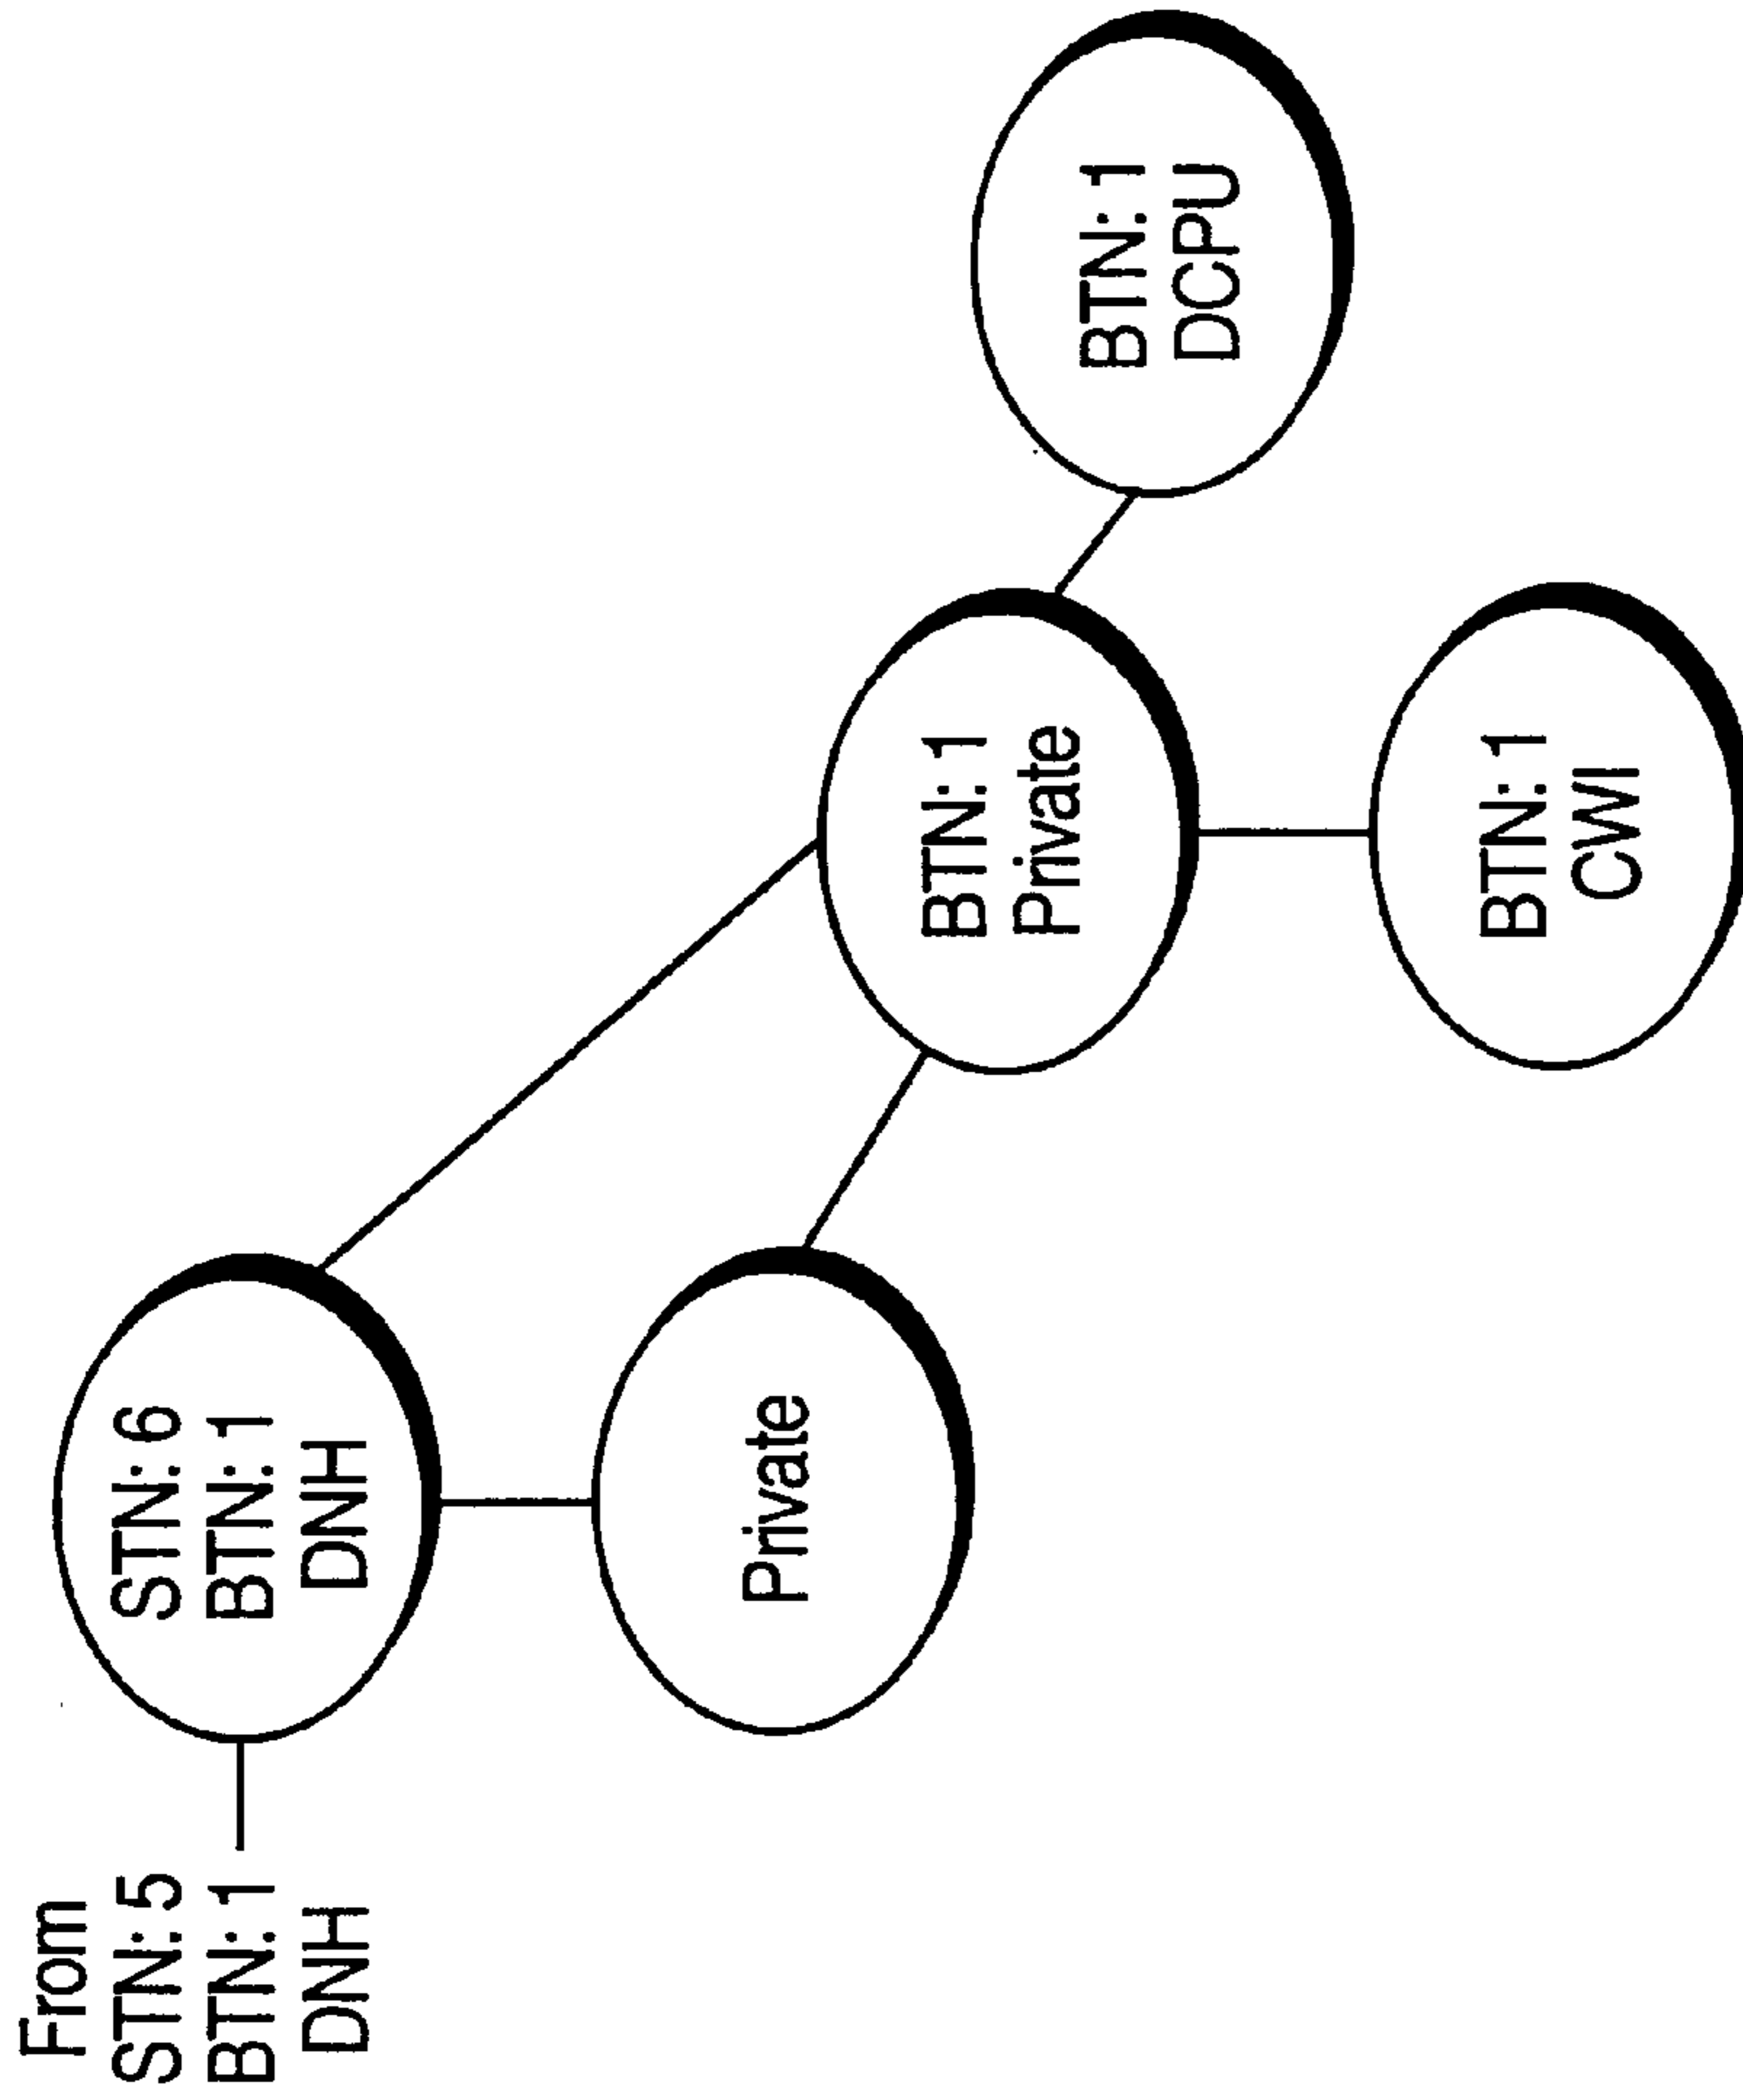 From
STN: 5
BTN: 1
DNH
STN: 6
BTN: 1
DNH
Private
BTN: 1
Private
BTN: 1
CWI
BTN: 1
DCPU